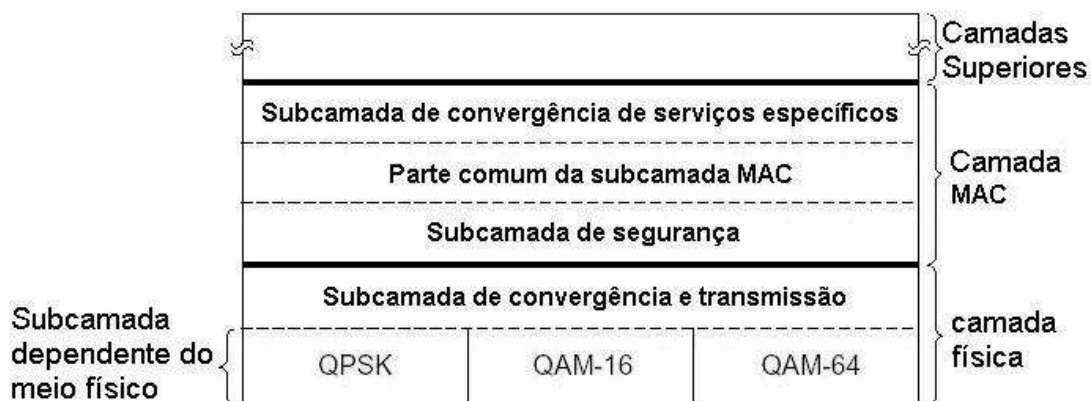 Camadas
Superiores
Subcamada de convergência de serviços específicos
Parte comum da subcamada MAC
Subcamada de segurança
Camada
MAC
Subcamada de convergência e transmissão
Subcamada
dependente do
meio físico
QPSK
QAM-16
QAM-64
camada
física